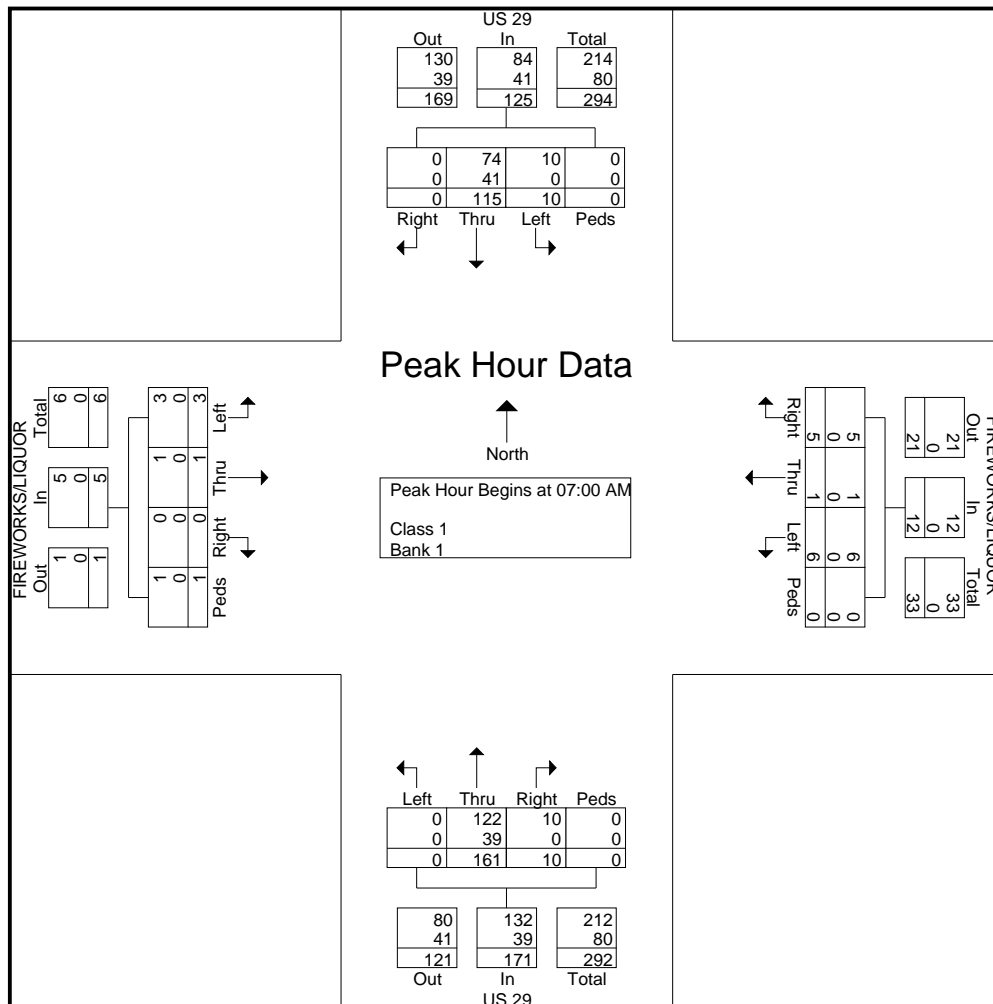 US 29
Out In Total
130 84 214
39 41 80
169 125 294
0 74 10 0
0 41 0 0
0 115 10 0
Right Thru Left Peds
Peak Hour Data
North
Peak Hour Begins at 07:00 AM
Class 1
Bank 1
FIREWORKS/LIQUOR
Out In Total
1 5 6
0 0 0
1 5 6
Left Thru Right Peds
3 1 0 1
0 0 0 0
3 1 0 1
FIREWORKS/LIQUOR
Out In Total
21 12 33
0 0 0
21 12 33
Right Thru Left Peds
5 1 6 0
0 0 0 0
5 1 6 0
Left Thru Right Peds
0 122 10 0
0 39 0 0
0 161 10 0
80 132 212
41 39 80
121 171 292
Out In Total
US 29